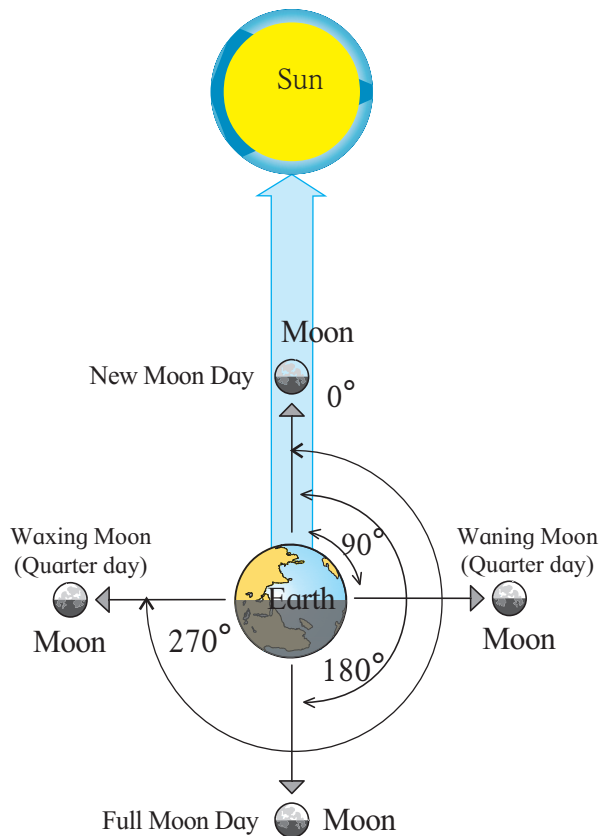 Sun
Moon
New Moon Day
0°
90°
Waxing Moon
(Quarter day)
Waning Moon
(Quarter day)
Earth
Moon
270°
180°
Moon
Full Moon Day
Moon